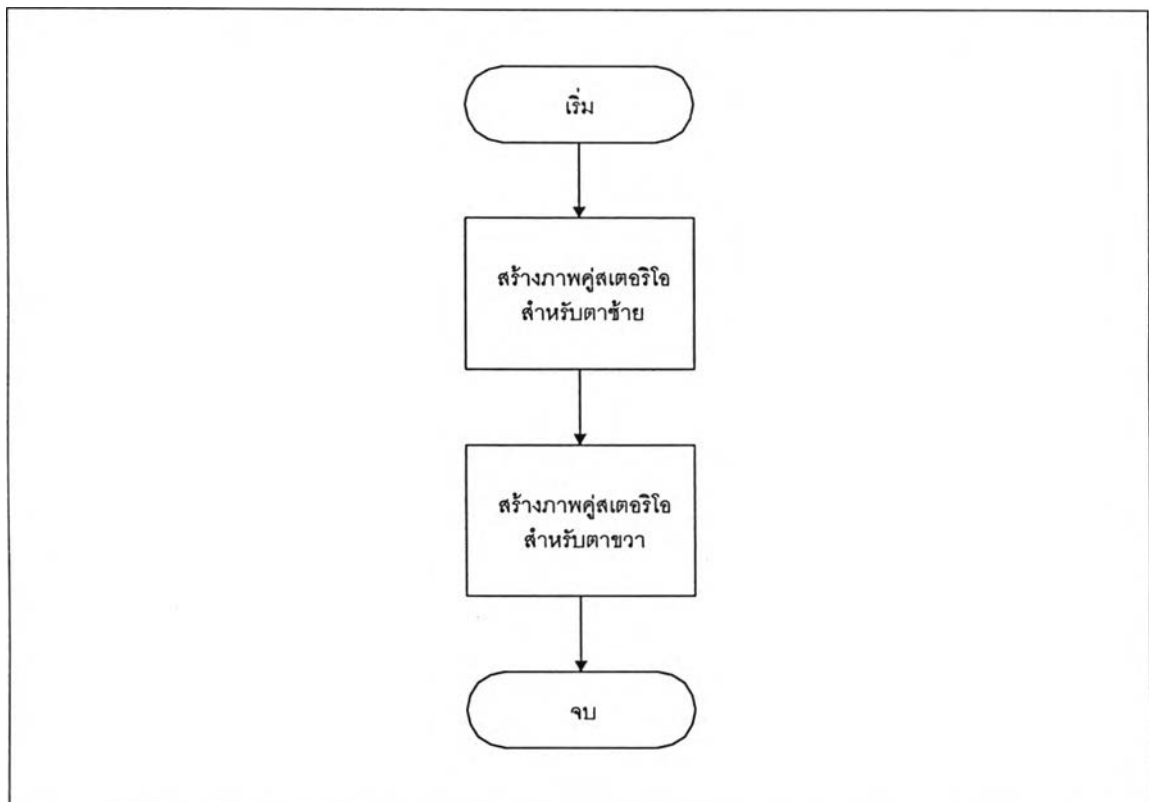 เริ่ม
สร้างภาพคู่สเตอริโอ
สำหรับตาซ้าย
สร้างภาพคู่สเตอริโอ
สำหรับตาขวา
จบ